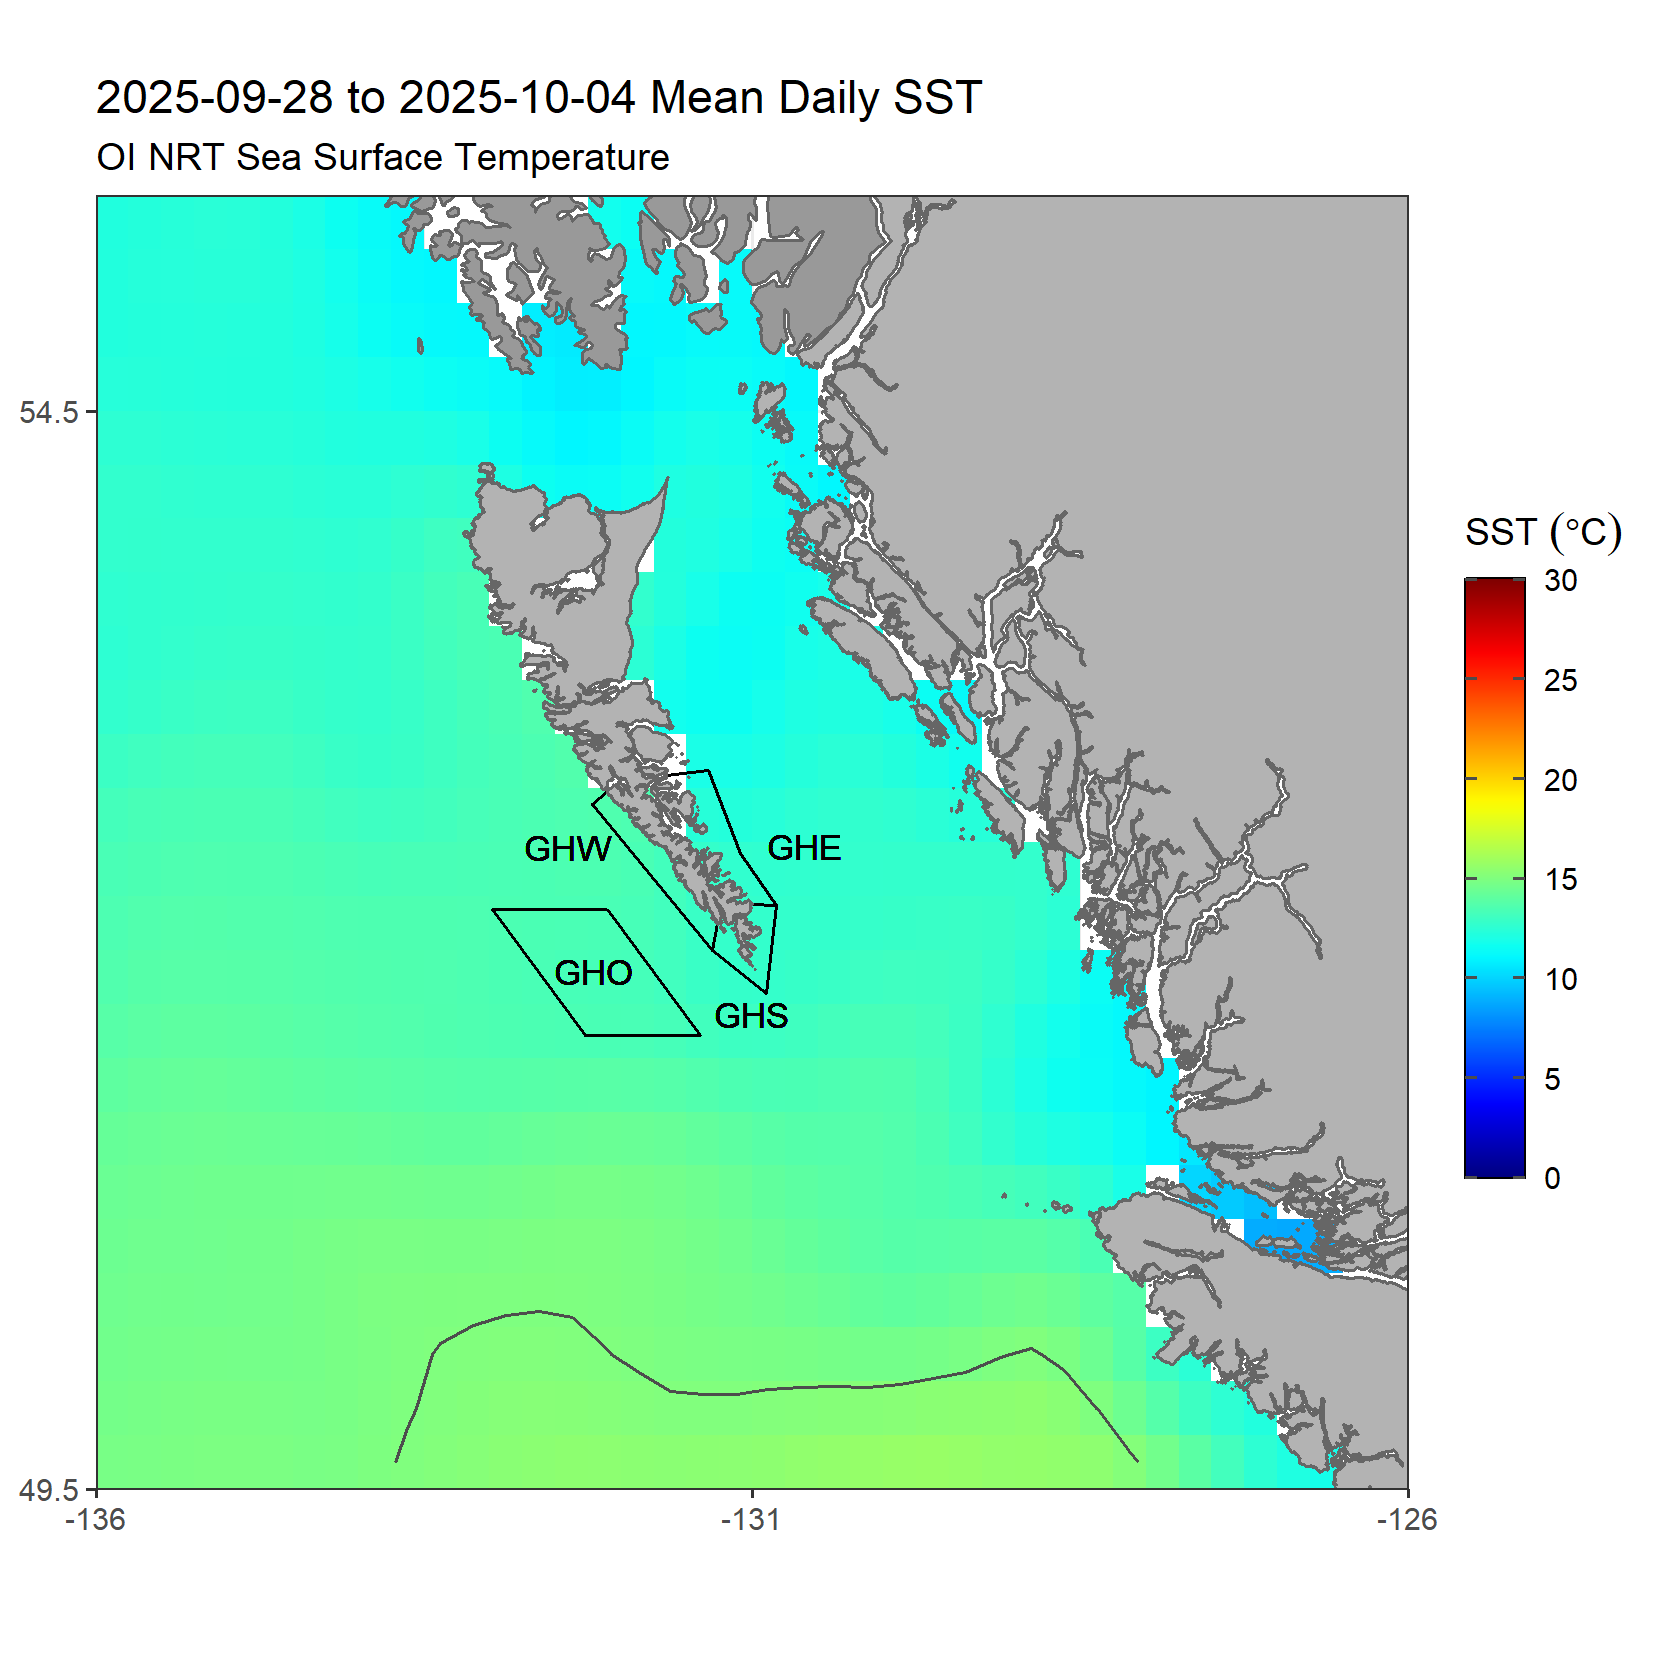 2025-09-28 to 2025-10-04 Mean Daily SST
OI NRT Sea Surface Temperature
54.5
49.5
-136
-131
-126
GHW
GHE
GHO
GHS
SST (°C)
30
25
20
15
10
5
0